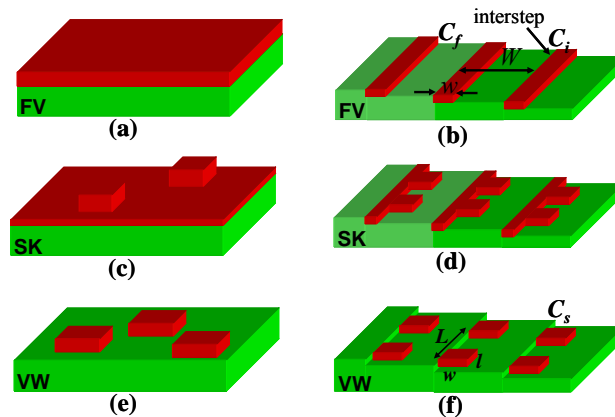 interstep
C_f
C_i
W
w
FV
FV
(a)
(b)
SK
SK
(c)
(d)
C_s
L
l
w
VW
VW
(e)
(f)